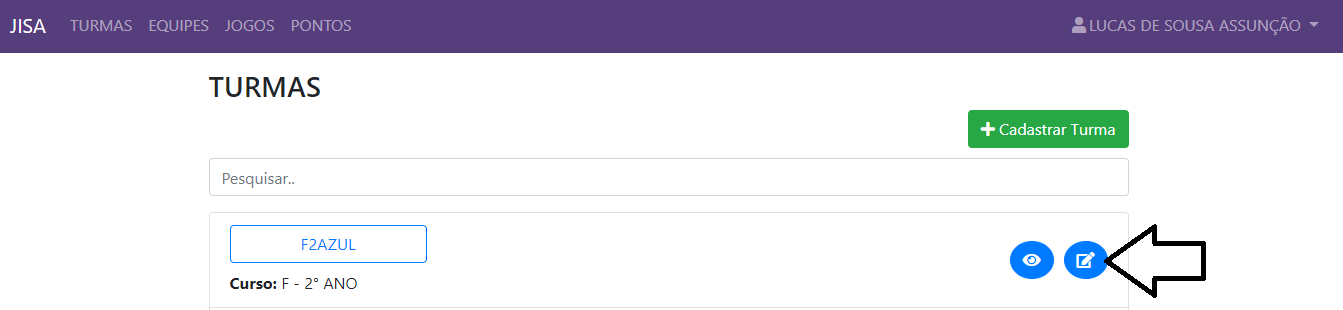 JISA TURMAS EQUIPES JOGOS PONTOS LUCAS DE SOUSA ASSUNÇÃO
TURMAS
Cadastrar Turma
Pesquisar..
F2AZUL
Curso: F - 2° ANO